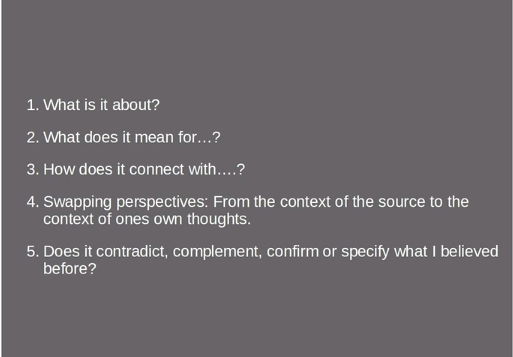 1. What is it about?
2. What does it mean for…?
3. How does it connect with….?
4. Swapping perspectives: From the context of the source to the
context of ones own thoughts.
5. Does it contradict, complement, confirm or specify what I believed
before?